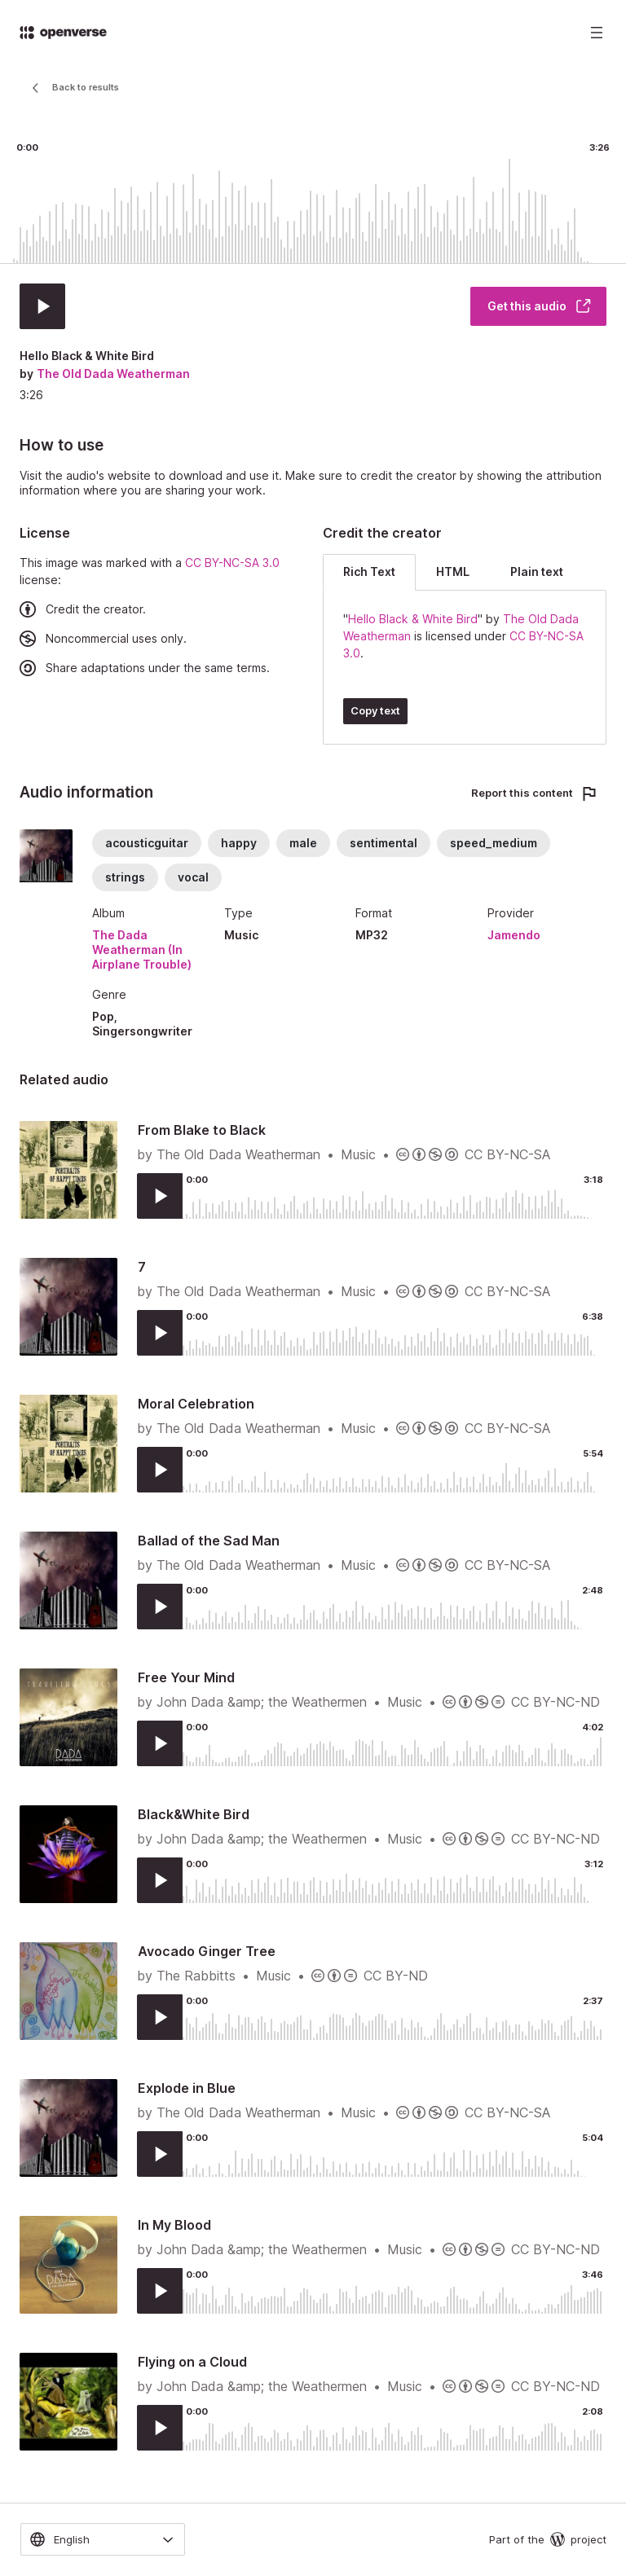 openverse
Back to results
0:00
3:26
Get this audio
Hello Black & White Bird
by The Old Dada Weatherman
3:26
How to use
Visit the audio's website to download and use it. Make sure to credit the creator by showing the attribution
information where you are sharing your work.
License
This image was marked with a CC BY-NC-SA 3.0
license:
Credit the creator.
Noncommercial uses only.
Share adaptations under the same terms.
Credit the creator
Rich Text HTML Plain text
"Hello Black & White Bird" by The Old Dada
Weatherman is licensed under CC BY-NC-SA
3.0.
Copy text
Audio information
Report this content
acousticguitar happy male sentimental speed_medium
strings vocal
Album
The Dada
Weatherman (In
Airplane Trouble)
Type
Music
Format
MP32
Provider
Jamendo
Genre
Pop,
Singersongwriter
Related audio
PORTRAITS
OF HAPPY TIMES
From Blake to Black
by The Old Dada Weatherman • Music • CC BY-NC-SA
0:00
3:18
7
by The Old Dada Weatherman • Music • CC BY-NC-SA
0:00
6:38
PORTRAITS
OF HAPPY TIMES
Moral Celebration
by The Old Dada Weatherman • Music • CC BY-NC-SA
0:00
5:54
Ballad of the Sad Man
by The Old Dada Weatherman • Music • CC BY-NC-SA
0:00
2:48
DADA
Free Your Mind
by John Dada &amp; the Weathermen • Music • CC BY-NC-ND
0:00
4:02
Black&White Bird
by John Dada &amp; the Weathermen • Music • CC BY-NC-ND
0:00
3:12
Avocado Ginger Tree
by The Rabbitts • Music • CC BY-ND
0:00
2:37
Explode in Blue
by The Old Dada Weatherman • Music • CC BY-NC-SA
0:00
5:04
DADA
In My Blood
by John Dada &amp; the Weathermen • Music • CC BY-NC-ND
0:00
3:46
Flying on a Cloud
by John Dada &amp; the Weathermen • Music • CC BY-NC-ND
0:00
2:08
English
Part of the project